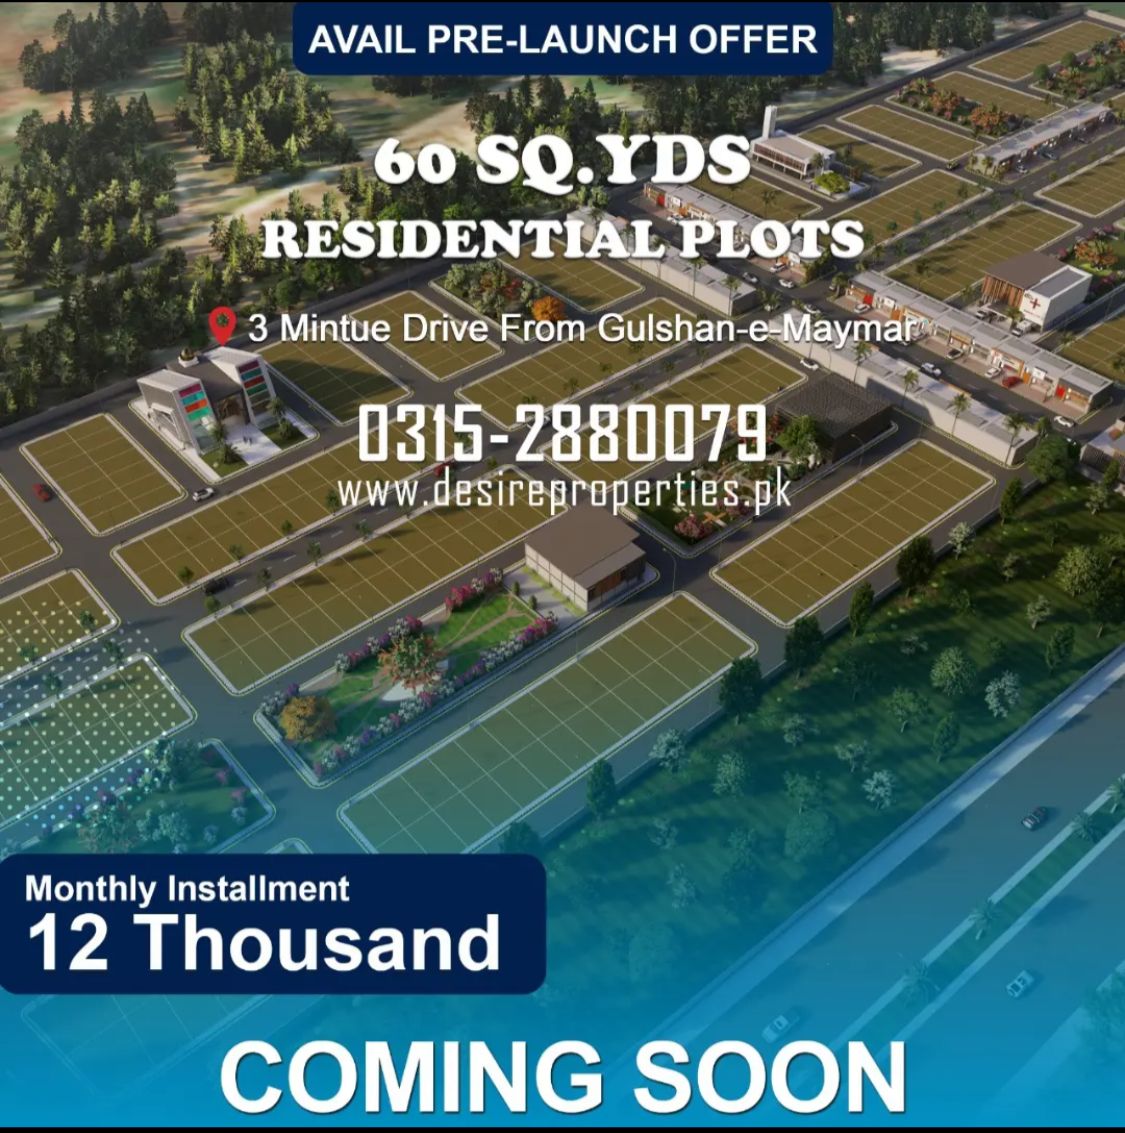 AVAIL PRE-LAUNCH OFFER
60 SQ.YDS
RESIDENTIAL PLOTS
3 Mintue Drive From Gulshan-e-Maymar
0315-2880079
www.desireproperties.pk
Monthly Installment
12 Thousand
COMING SOON